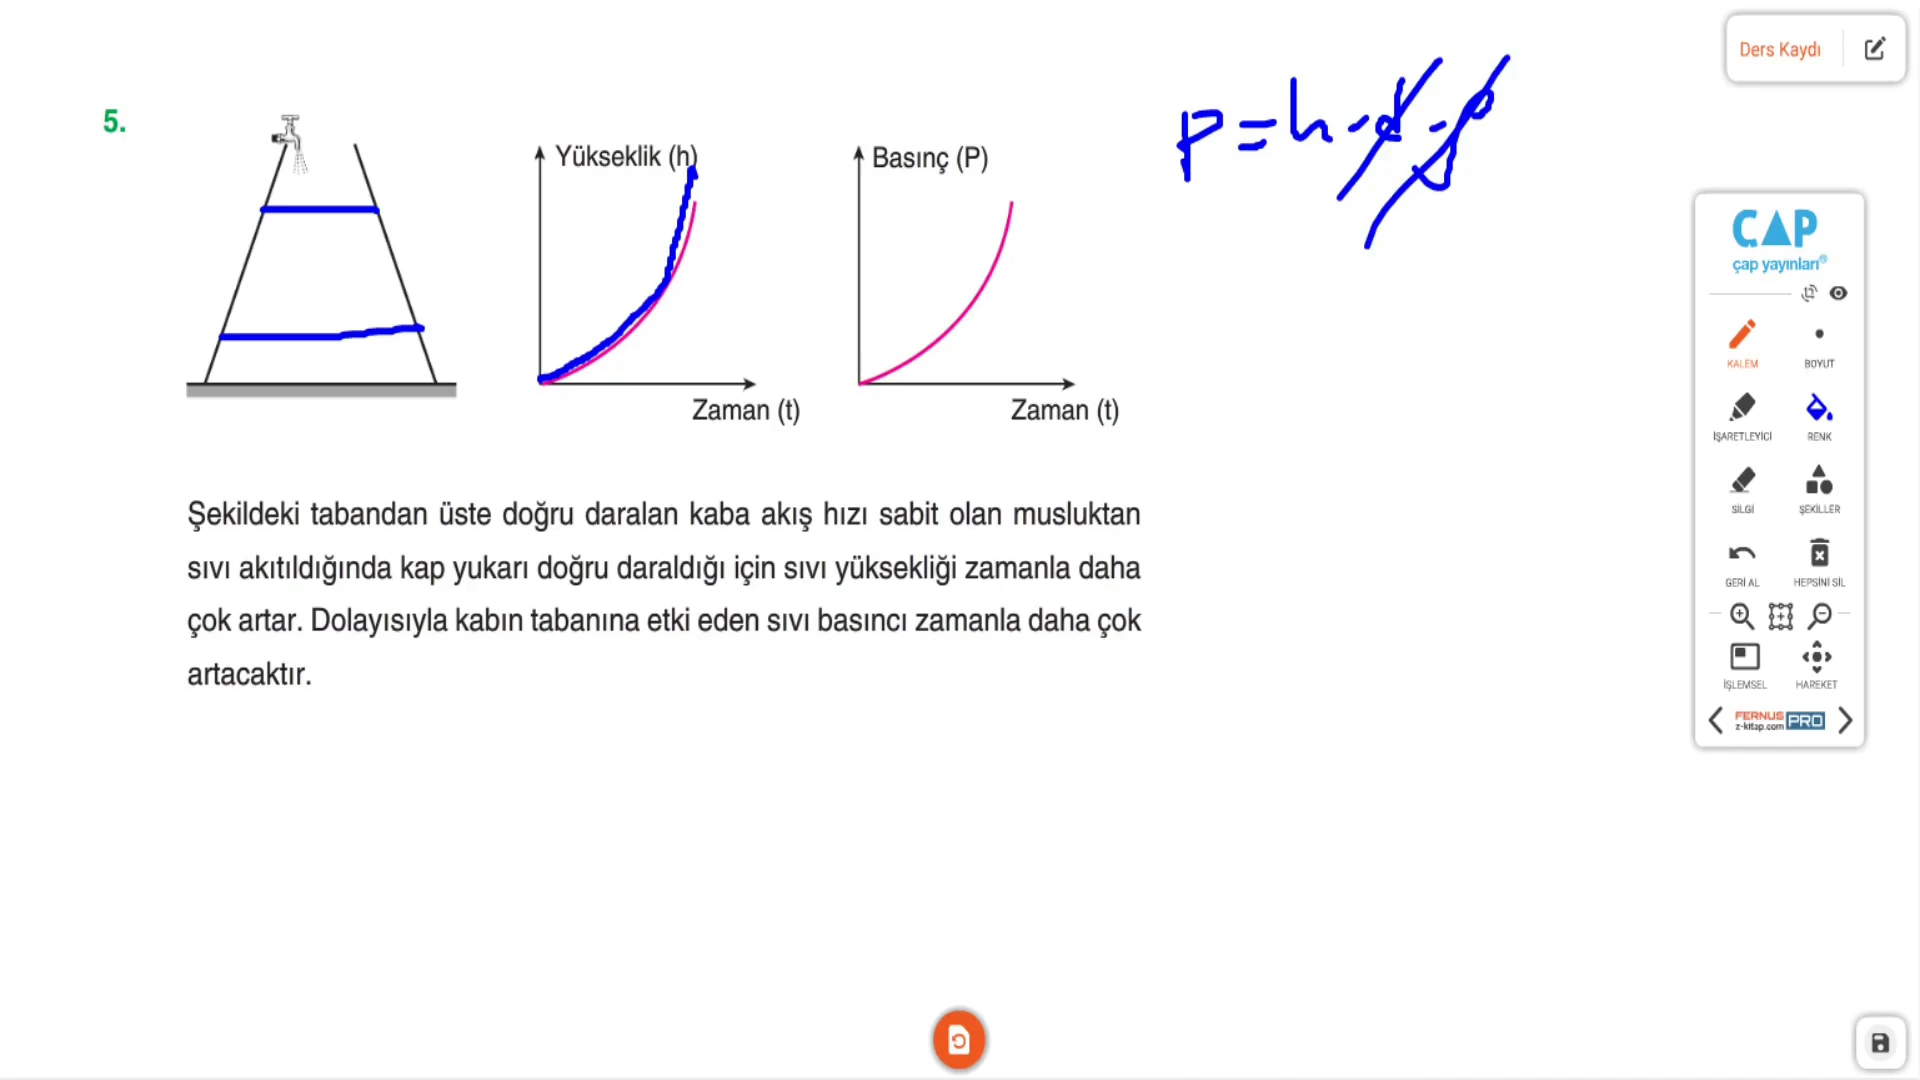 Ders Kaydı
5.
Yükseklik (h)
Zaman (t)
Basınç (P)
Zaman (t)
P = h . d . g
Şekildeki tabandan üste doğru daralan kaba akış hızı sabit olan musluktan
sıvı akıtıldığında kap yukarı doğru daraldığı için sıvı yüksekliği zamanla daha
çok artar. Dolayısıyla kabın tabanına etki eden sıvı basıncı zamanla daha çok
artacaktır.
ÇAP
çap yayınları®
KALEM
BOYUT
İŞARETLEYİCİ
RENK
SİLGİ
ŞEKİLLER
GERİ AL
HEPSİNİ SİL
İŞLEMSEL
HAREKET
FERNUS
z-kitap.com
PRO